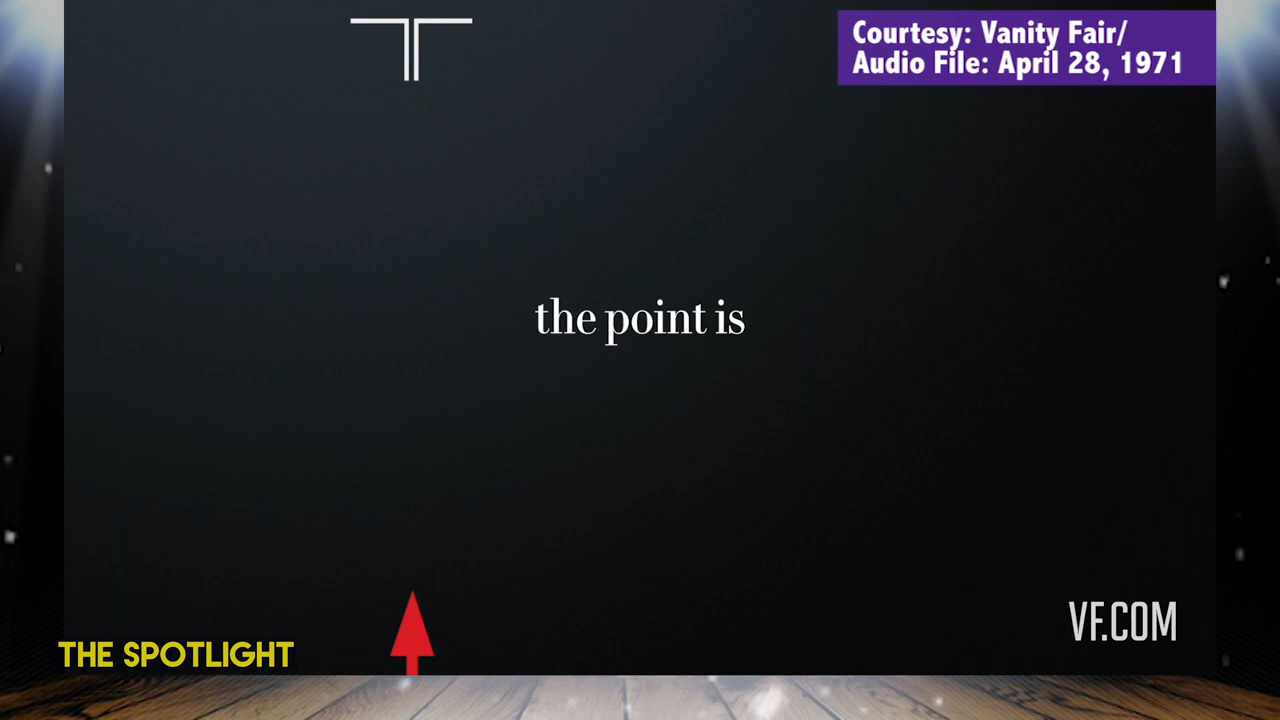 Courtesy: Vanity Fair/
Audio File: April 28, 1971
the point is
VF.COM
THE SPOTLIGHT